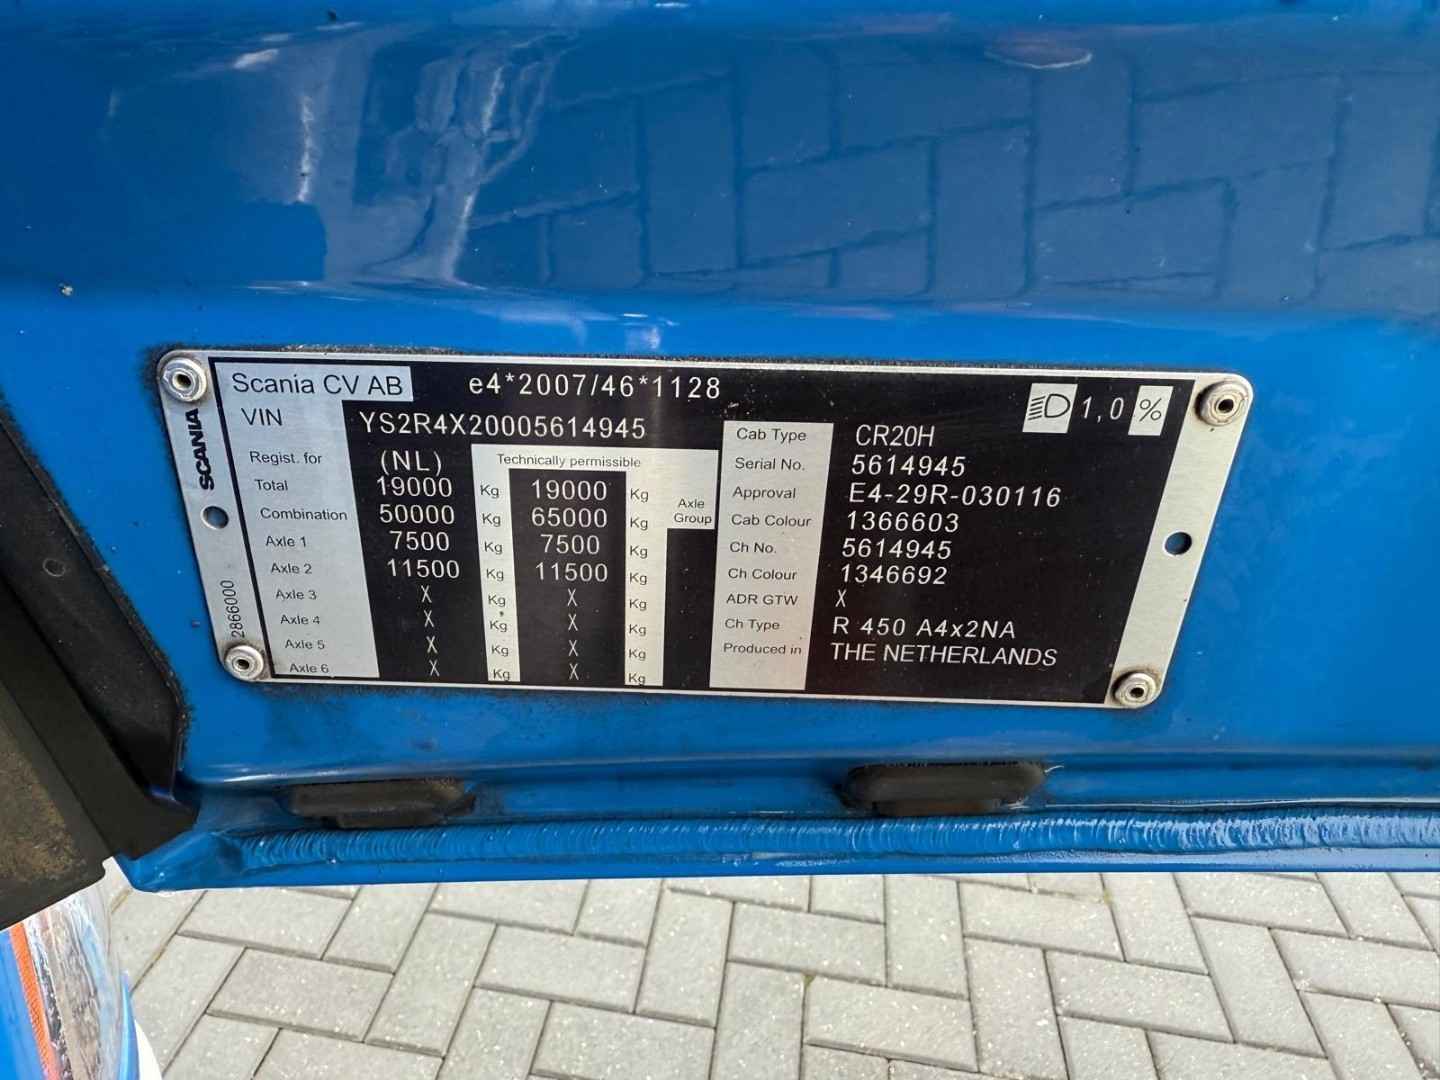 Scania CV AB e4*2007/46*1128 1,0 %
VIN YS2R4X20005614945
Regist. for (NL) Technically permissible
Total 19000 Kg 19000 Kg
Combination 50000 Kg 65000 Kg Axle Group
Axle 1 7500 Kg 7500 Kg
Axle 2 11500 Kg 11500 Kg
Axle 3 X Kg X Kg
Axle 4 X Kg X Kg
Axle 5 X Kg X Kg
Axle 6 X Kg X Kg
Cab Type CR20H
Serial No. 5614945
Approval E4-29R-030116
Cab Colour 1366603
Ch No. 5614945
Ch Colour 1346692
ADR GTW X
Ch Type R 450 A4x2NA
Produced in THE NETHERLANDS
SCANIA
2866000